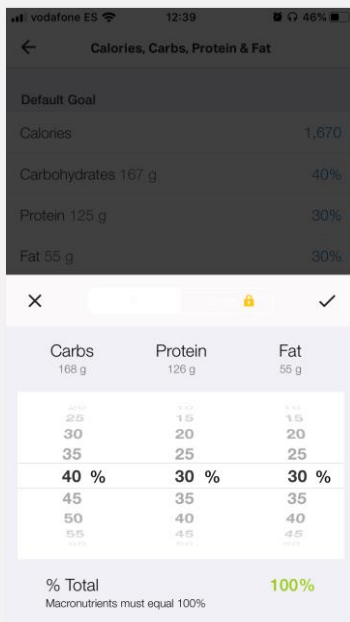 vodafone ES 12:39 46%
Calories, Carbs, Protein & Fat
Default Goal
Calories 1,670
Carbohydrates 167 g 40%
Protein 125 g 30%
Fat 55 g 30%
Carbs Protein Fat
168 g 126 g 55 g
25 15 15
30 20 20
35 25 25
40 % 30 % 30 %
45 35 35
50 40 40
55 45 45
% Total 100%
Macronutrients must equal 100%